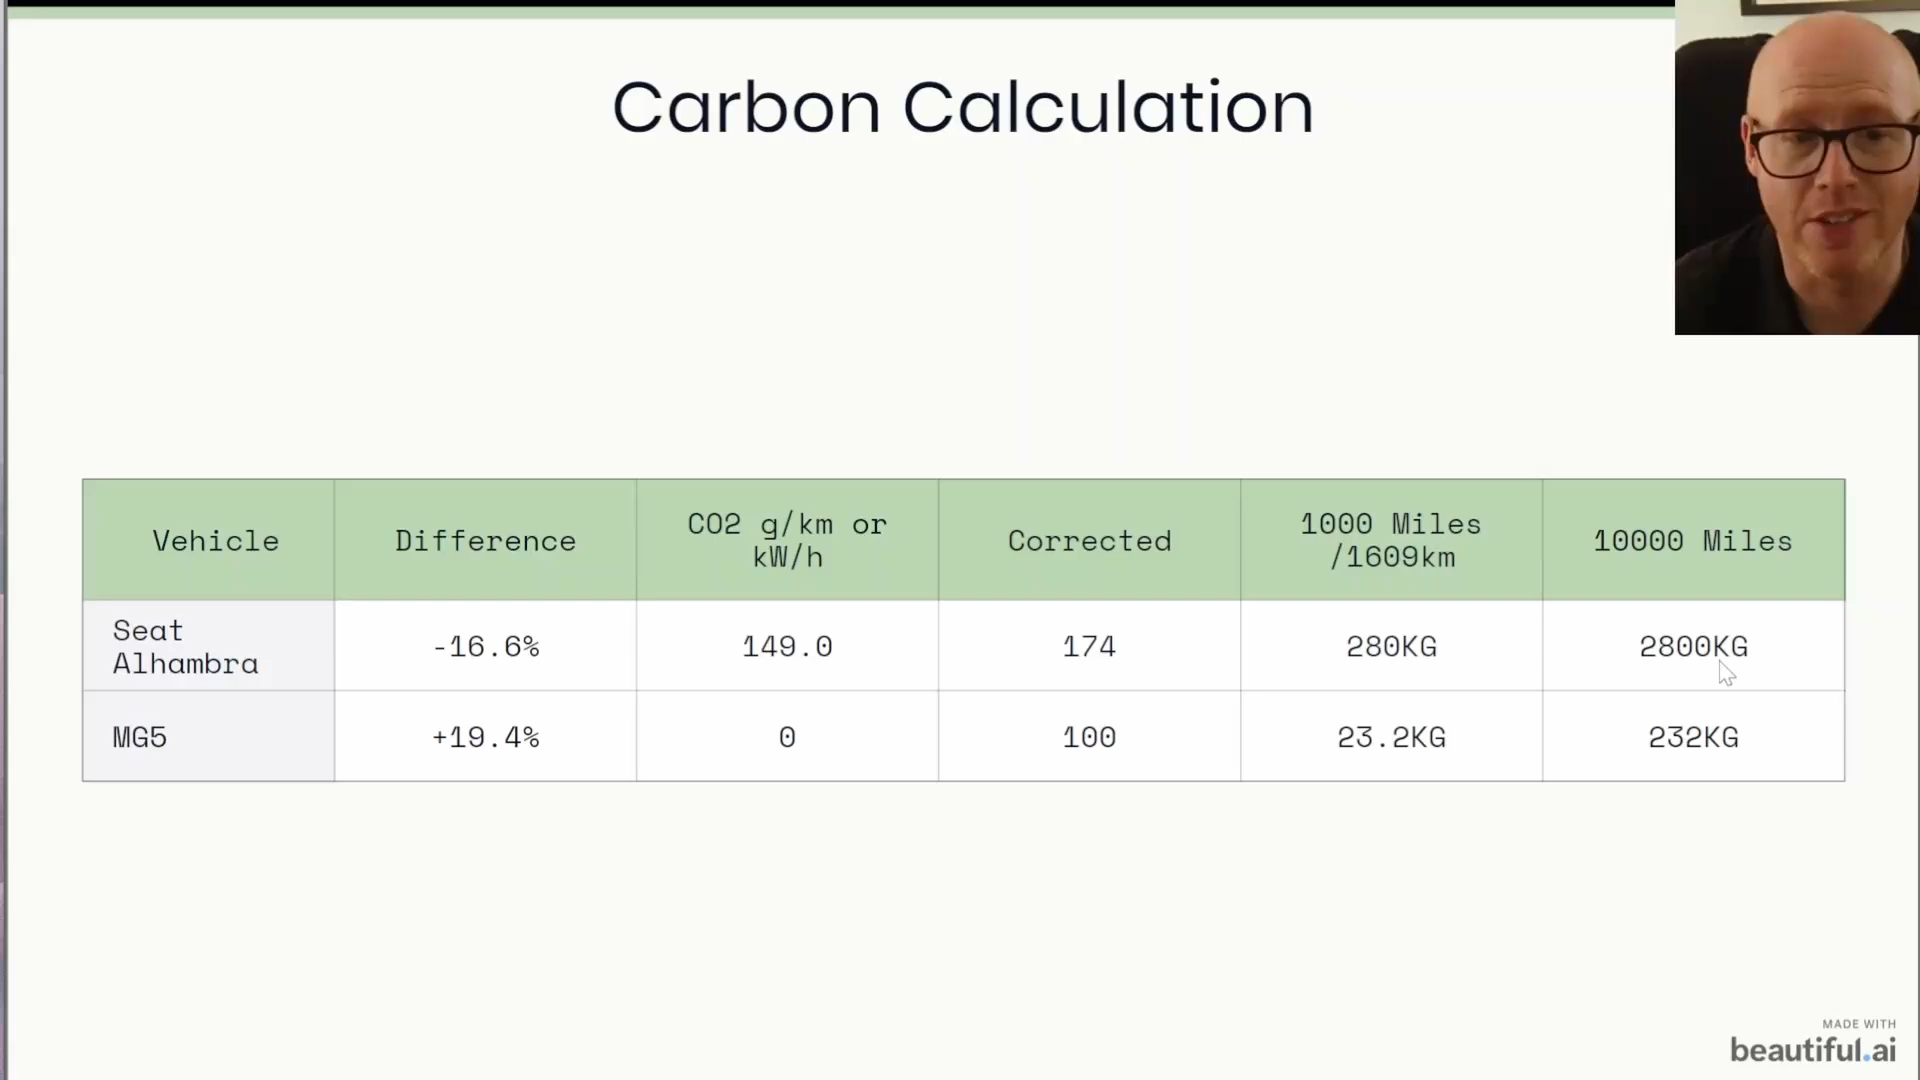 Carbon Calculation
Vehicle
Difference
CO2 g/km or
kW/h
Corrected
1000 Miles
/1609km
10000 Miles
Seat
Alhambra
-16.6%
149.0
174
280KG
2800KG
MG5
+19.4%
0
100
23.2KG
232KG
MADE WITH
beautiful.ai